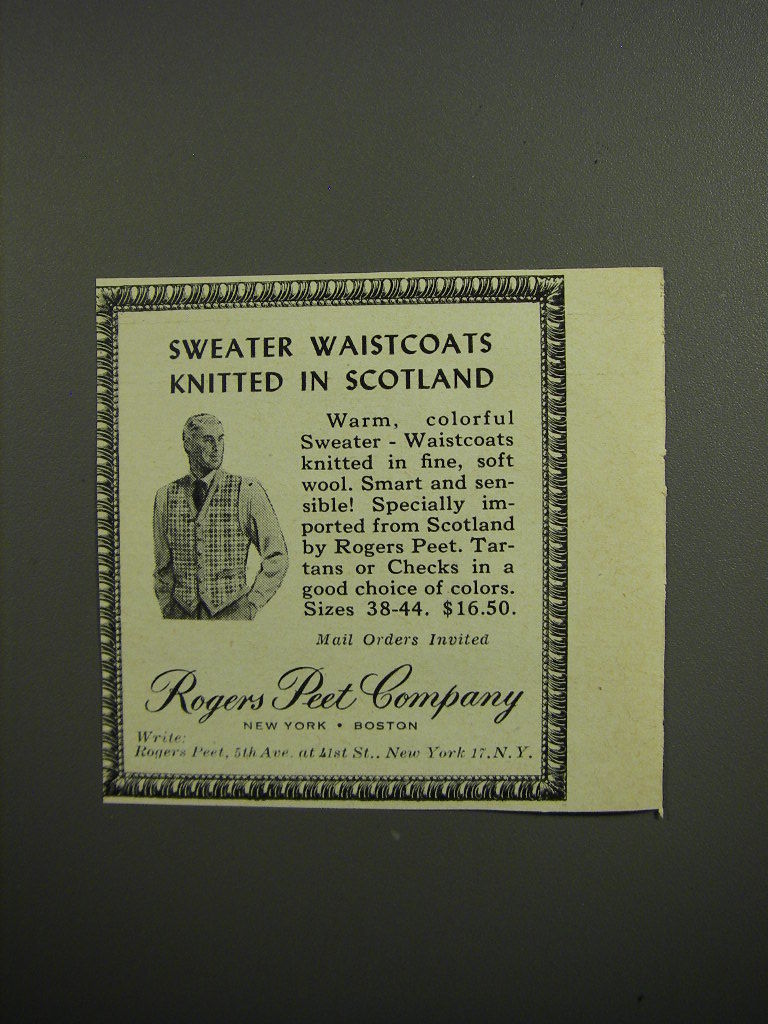 SWEATER WAISTCOATS
KNITTED IN SCOTLAND
Warm, colorful
Sweater - Waistcoats
knitted in fine, soft
wool. Smart and sen-
sible! Specially im-
ported from Scotland
by Rogers Peet. Tar-
tans or Checks in a
good choice of colors.
Sizes 38-44. $16.50.
Mail Orders Invited
Rogers Peet Company
NEW YORK • BOSTON
Write:
Rogers Peet, 5th Ave. at 41st St., New York 17, N. Y.